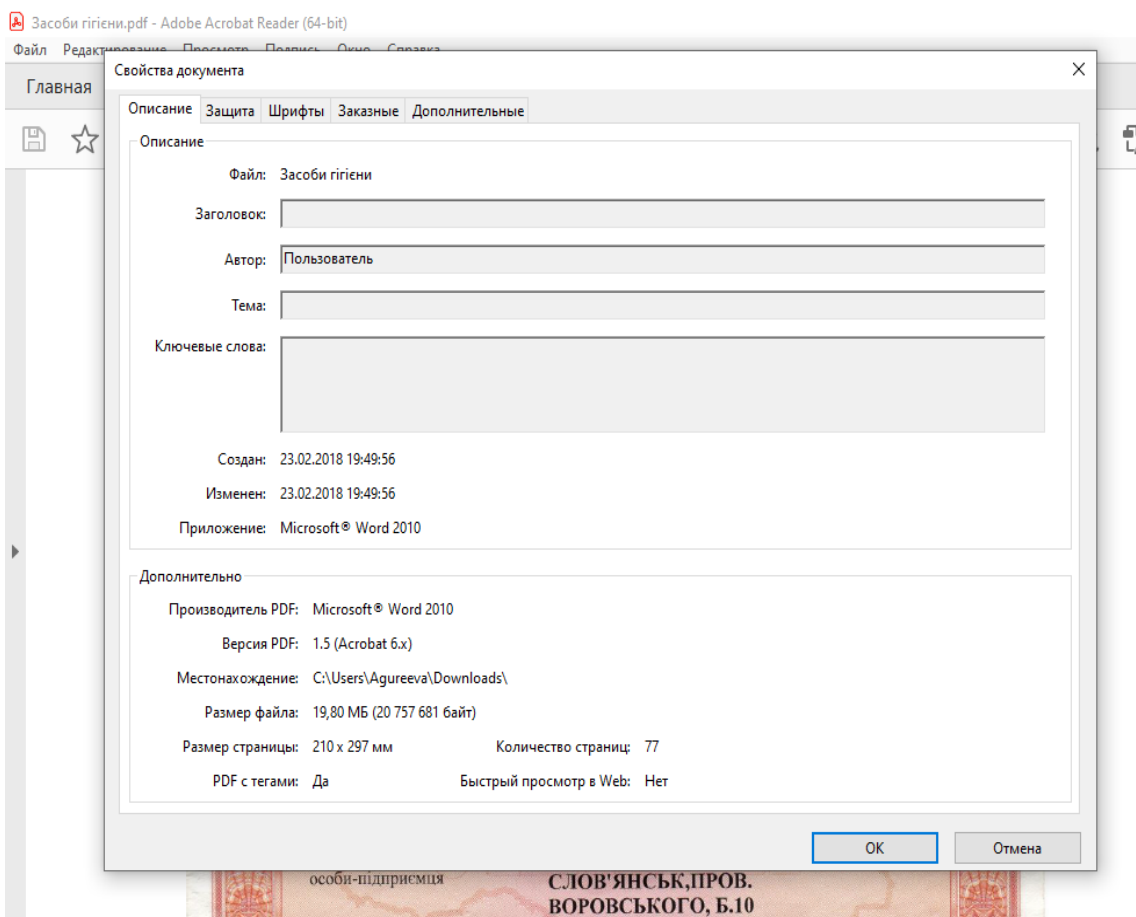 Засоби гігієни.pdf - Adobe Acrobat Reader (64-bit)
Файл Редактирование Просмотр Подпись Окно Справка
Главная
Свойства документа
Описание Защита Шрифты Заказные Дополнительные
Описание
Файл: Засоби гігієни
Заголовок:
Автор: Пользователь
Тема:
Ключевые слова:
Создан: 23.02.2018 19:49:56
Изменен: 23.02.2018 19:49:56
Приложение: Microsoft® Word 2010
Дополнительно
Производитель PDF: Microsoft® Word 2010
Версия PDF: 1.5 (Acrobat 6.x)
Местонахождение: C:\Users\Agureeva\Downloads\
Размер файла: 19,80 МБ (20 757 681 байт)
Размер страницы: 210 x 297 мм Количество страниц: 77
PDF с тегами: Да Быстрый просмотр в Web: Нет
OK Отмена
особи-підприємця СЛОВ'ЯНСЬК,ПРОВ.
ВОРОВСЬКОГО, Б.10